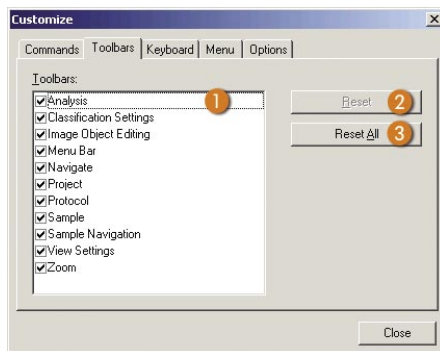 Customize
Commands Toolbars Keyboard Menu Options
Toolbars:
Analysis 1
Classification Settings
Image Object Editing
Menu Bar
Navigate
Project
Protocol
Sample
Sample Navigation
View Settings
Zoom
Reset 2
Reset All 3
Close